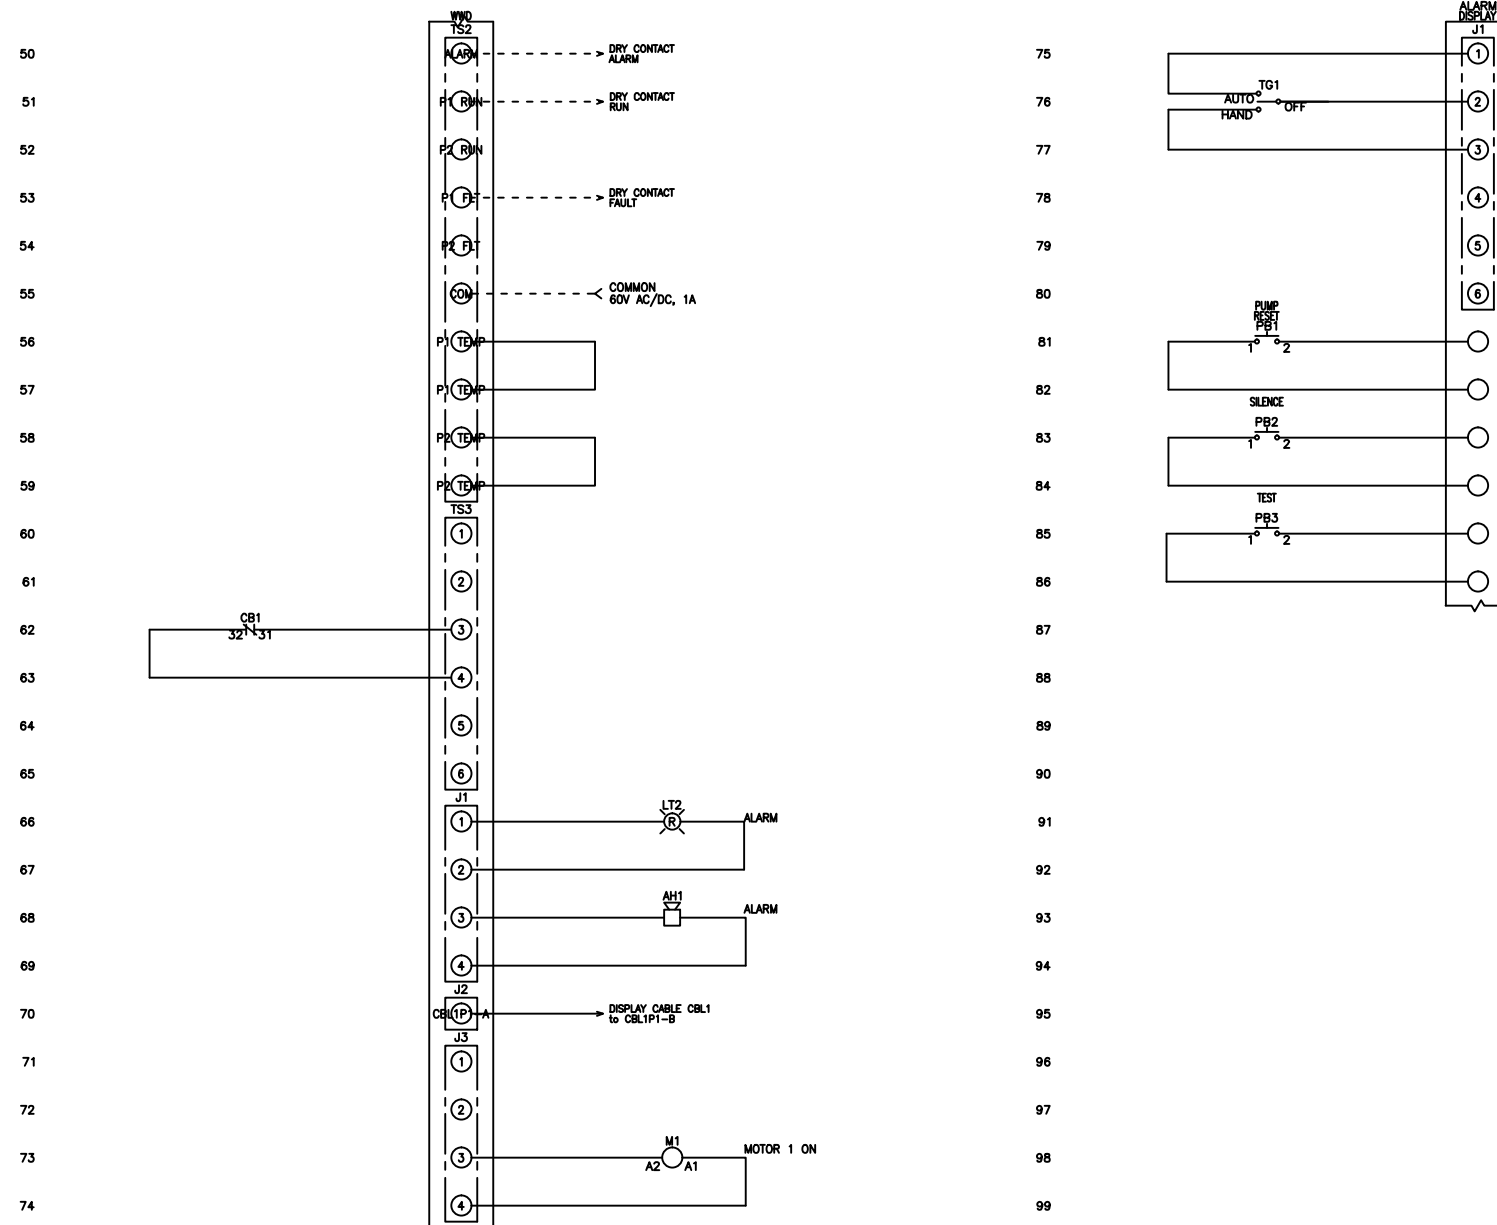 WWD
TS2
50
ALARM
DRY CONTACT
ALARM
51
P1 RUN
DRY CONTACT
RUN
52
P2 RUN
53
P1 FLT
DRY CONTACT
FAULT
54
P2 FLT
55
COM
COMMON
60V AC/DC, 1A
56
P1 TEMP
57
P1 TEMP
58
P2 TEMP
59
P2 TEMP
TS3
60
1
61
2
62
CB1
32 31
3
63
4
64
5
65
6
J1
66
1
LT2
R
ALARM
67
2
68
3
AH1
ALARM
69
4
J2
70
CBL1P1-A
DISPLAY CABLE CBL1
to CBL1P1-B
J3
71
1
72
2
73
3
M1
A2 A1
MOTOR 1 ON
74
4
ALARM
DISPLAY
J1
75
1
76
TG1
AUTO
OFF
HAND
2
77
3
78
4
79
5
80
6
PUMP
RESET
PB1
81
1 2
82
SILENCE
PB2
83
1 2
84
TEST
PB3
85
1 2
86
87
88
89
90
91
92
93
94
95
96
97
98
99